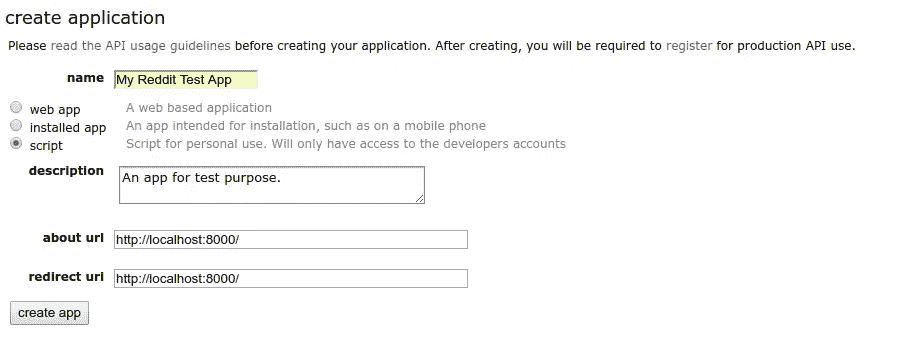 create application
Please read the API usage guidelines before creating your application. After creating, you will be required to register for production API use.
name My Reddit Test App
web app A web based application
installed app An app intended for installation, such as on a mobile phone
script Script for personal use. Will only have access to the developers accounts
description An app for test purpose.
about url http://localhost:8000/
redirect uri http://localhost:8000/
create app